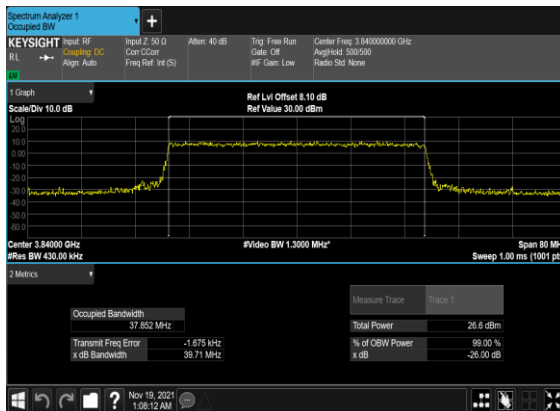 Spectrum Analyzer 1
Occupied BW
KEYSIGHT Input: RF Input Z: 50 Ω Atten: 40 dB Trig: Free Run Center Freq: 3.840000000 GHz
RL Coupling: DC Corr CCorr Gate: Off Avg|Hold: 500/500
Align: Auto Freq Ref: Int (S) #IF Gain: Low Radio Std: None
1 Graph
Ref Lvl Offset 8.10 dB
Scale/Div 10.0 dB Ref Value 30.00 dBm
Log
20.0
10.0
0.00
-10.0
-20.0
-30.0
-40.0
-50.0
-60.0
Center 3.84000 GHz #Video BW 1.3000 MHz* Span 80 MH
#Res BW 430.00 kHz Sweep 1.00 ms (1001 pts
2 Metrics
Measure Trace Trace 1
Occupied Bandwidth
37.852 MHz Total Power 26.6 dBm
Transmit Freq Error -1.675 kHz % of OBW Power 99.00 %
x dB Bandwidth 39.71 MHz x dB -26.00 dB
Nov 19, 2021
1:08:12 AM